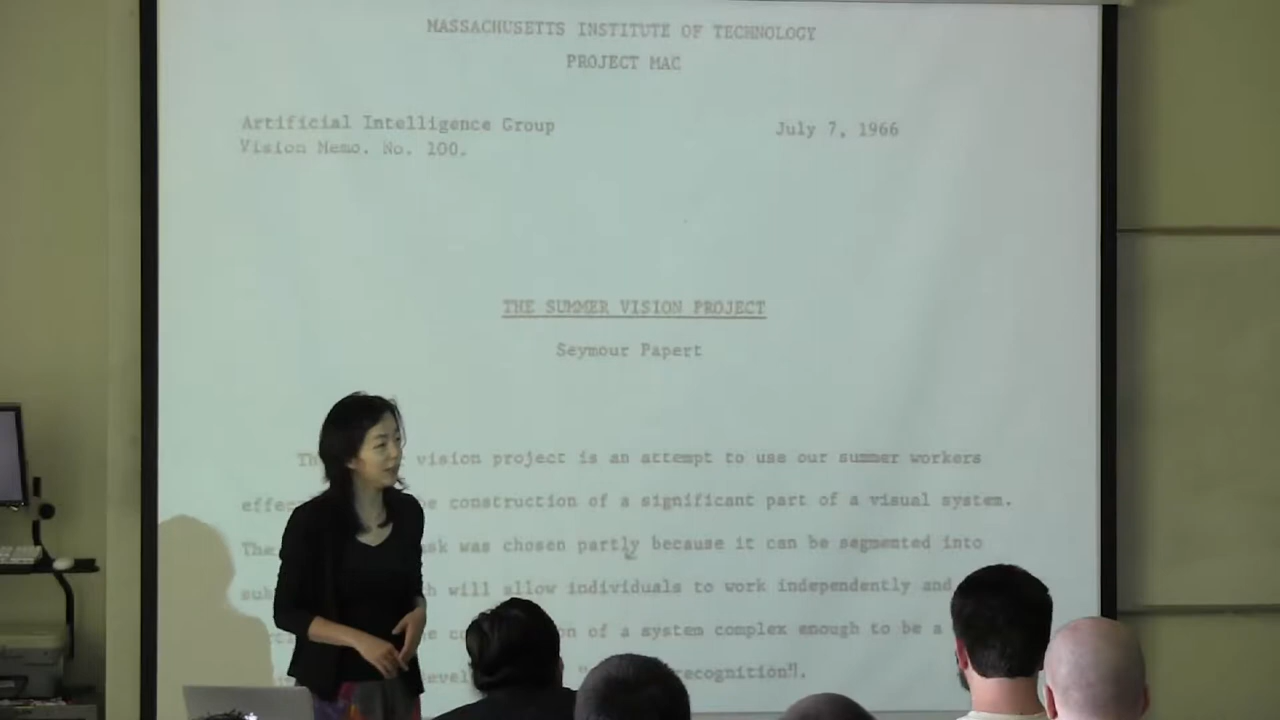 MASSACHUSETTS INSTITUTE OF TECHNOLOGY
PROJECT MAC
Artificial Intelligence Group
July 7, 1966
Vision Memo. No. 100.
THE SUMMER VISION PROJECT
Seymour Papert
vision project is an attempt to use our summer workers
construction of a significant part of a visual system.
The was chosen partly because it can be segmented into
will allow individuals to work independently and
of a system complex enough to be a
recognition".